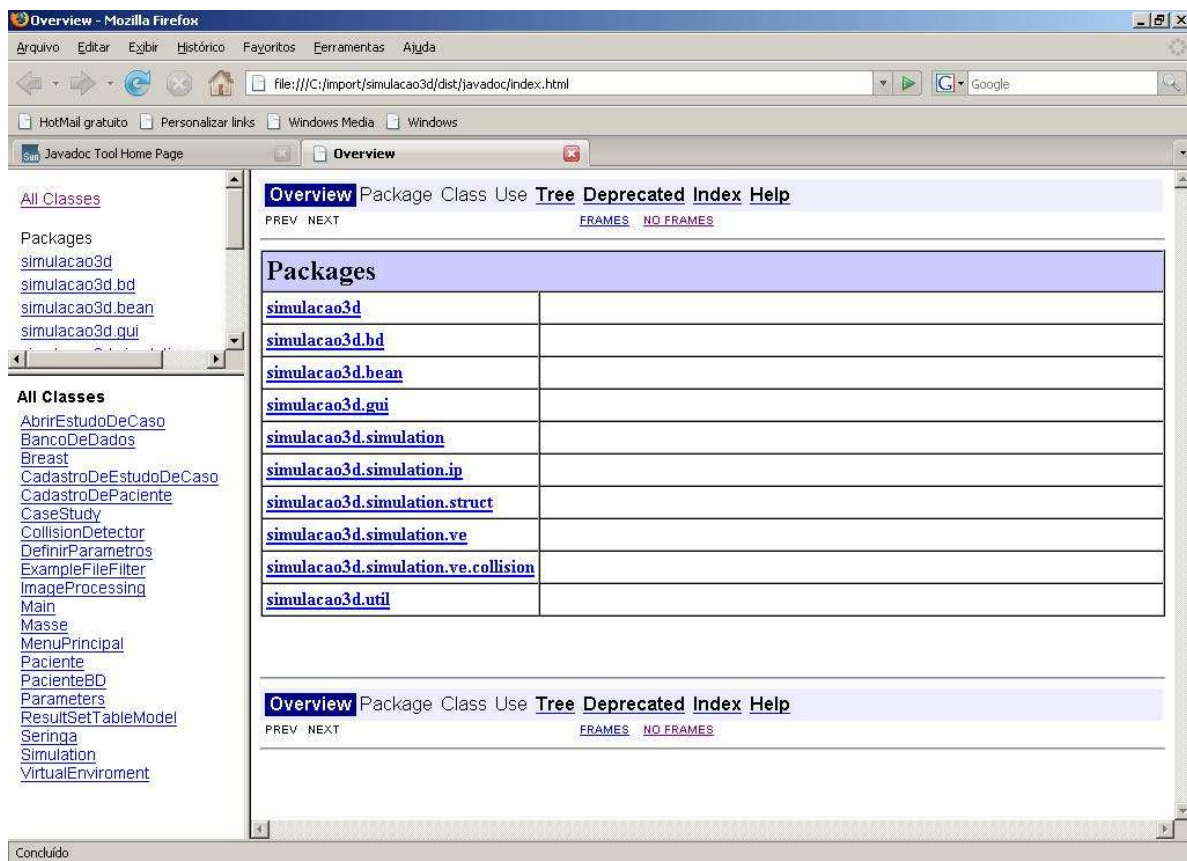 Overview - Mozilla Firefox
Arquivo Editar Exibir Histórico Favoritos Ferramentas Ajuda
file:///C:/import/simulacao3d/dist/javadoc/index.html
G Google
HotMail gratuito Personalizar links Windows Media Windows
Sun Javadoc Tool Home Page Overview
All Classes
Packages
simulacao3d
simulacao3d.bd
simulacao3d.bean
simulacao3d.gui
All Classes
AbrirEstudoDeCaso
BancoDeDados
Breast
CadastroDeEstudoDeCaso
CadastroDePaciente
CaseStudy
CollisionDetector
DefinirParametros
ExampleFileFilter
ImageProcessing
Main
Masse
MenuPrincipal
Paciente
PacienteBD
Parameters
ResultSetTableModel
Seringa
Simulation
VirtualEnviroment
Overview Package Class Use Tree Deprecated Index Help
PREV NEXT FRAMES NO FRAMES
Packages
simulacao3d
simulacao3d.bd
simulacao3d.bean
simulacao3d.gui
simulacao3d.simulation
simulacao3d.simulation.ip
simulacao3d.simulation.struct
simulacao3d.simulation.ve
simulacao3d.simulation.ve.collision
simulacao3d.util
Overview Package Class Use Tree Deprecated Index Help
PREV NEXT FRAMES NO FRAMES
Concluído